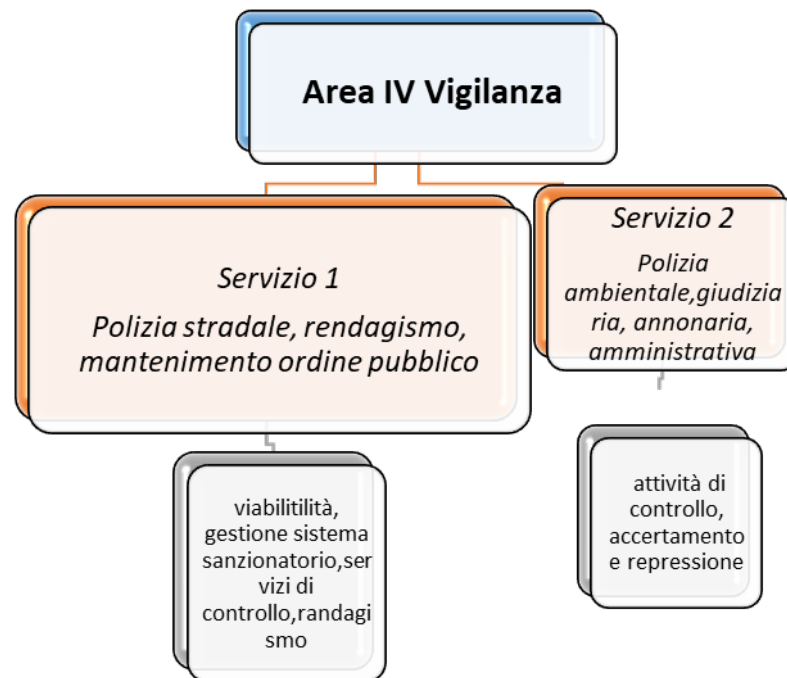 Area IV Vigilanza
Servizio 1
Polizia stradale, rendagismo,
mantenimento ordine pubblico
Servizio 2
Polizia
ambientale,giudizia
ria, annonaria,
amministrativa
viabilitilità,
gestione sistema
sanzionatorio,ser
vizi di
controllo,randagi
smo
attività di
controllo,
accertamento
e repressione